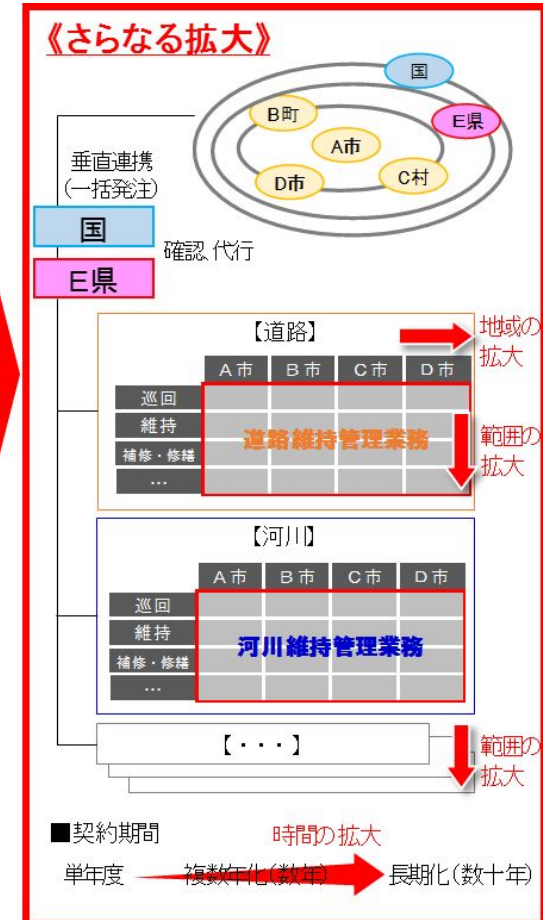 《さらなる拡大》
国
B町
E県
A市
D市
C村
垂直連携
(一括発注)
国
確認、代行
E県
【道路】
地域の
拡大
A市 B市 C市 D市
巡回
維持
補修・修繕
…
道路維持管理業務
範囲の
拡大
【河川】
A市 B市 C市 D市
巡回
維持
補修・修繕
…
河川維持管理業務
【・・・】
範囲の
拡大
■契約期間
時間の拡大
単年度 複数年化(数年) 長期化(数十年)